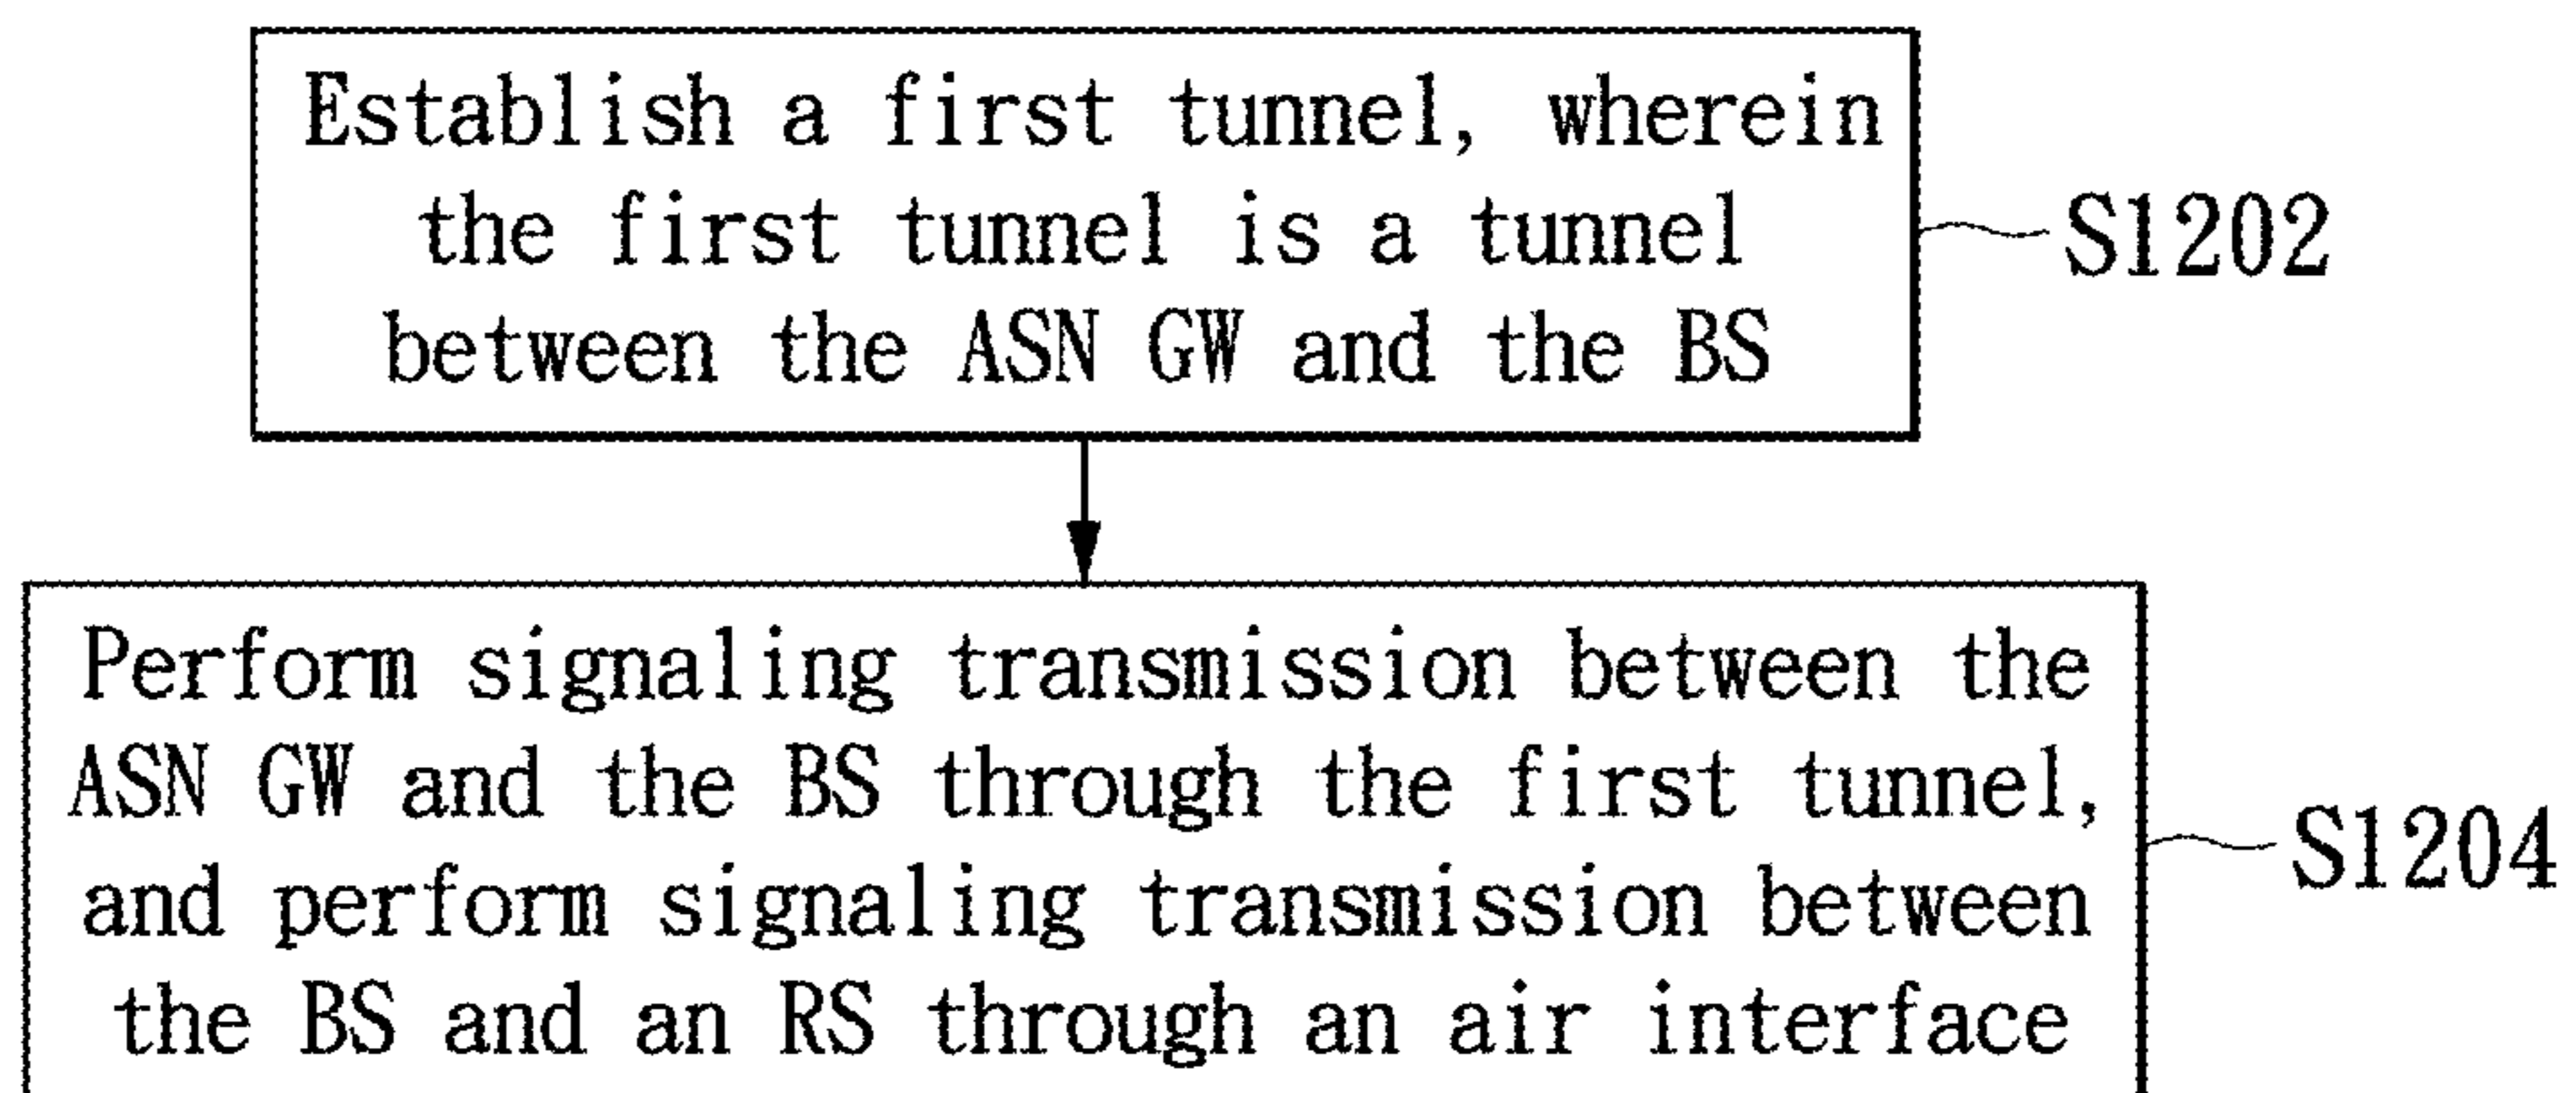 Establish a first tunnel, wherein
the first tunnel is a tunnel
between the ASN GW and the BS
S1202
Perform signaling transmission between the
ASN GW and the BS through the first tunnel,
and perform signaling transmission between
the BS and an RS through an air interface
S1204